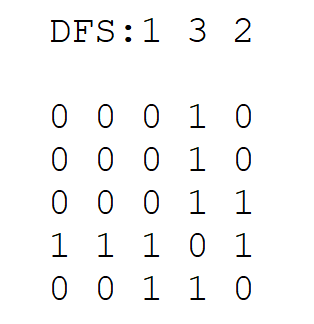 DFS:1 3 2
0 0 0 1 0
0 0 0 1 0
0 0 0 1 1
1 1 1 0 1
0 0 1 1 0